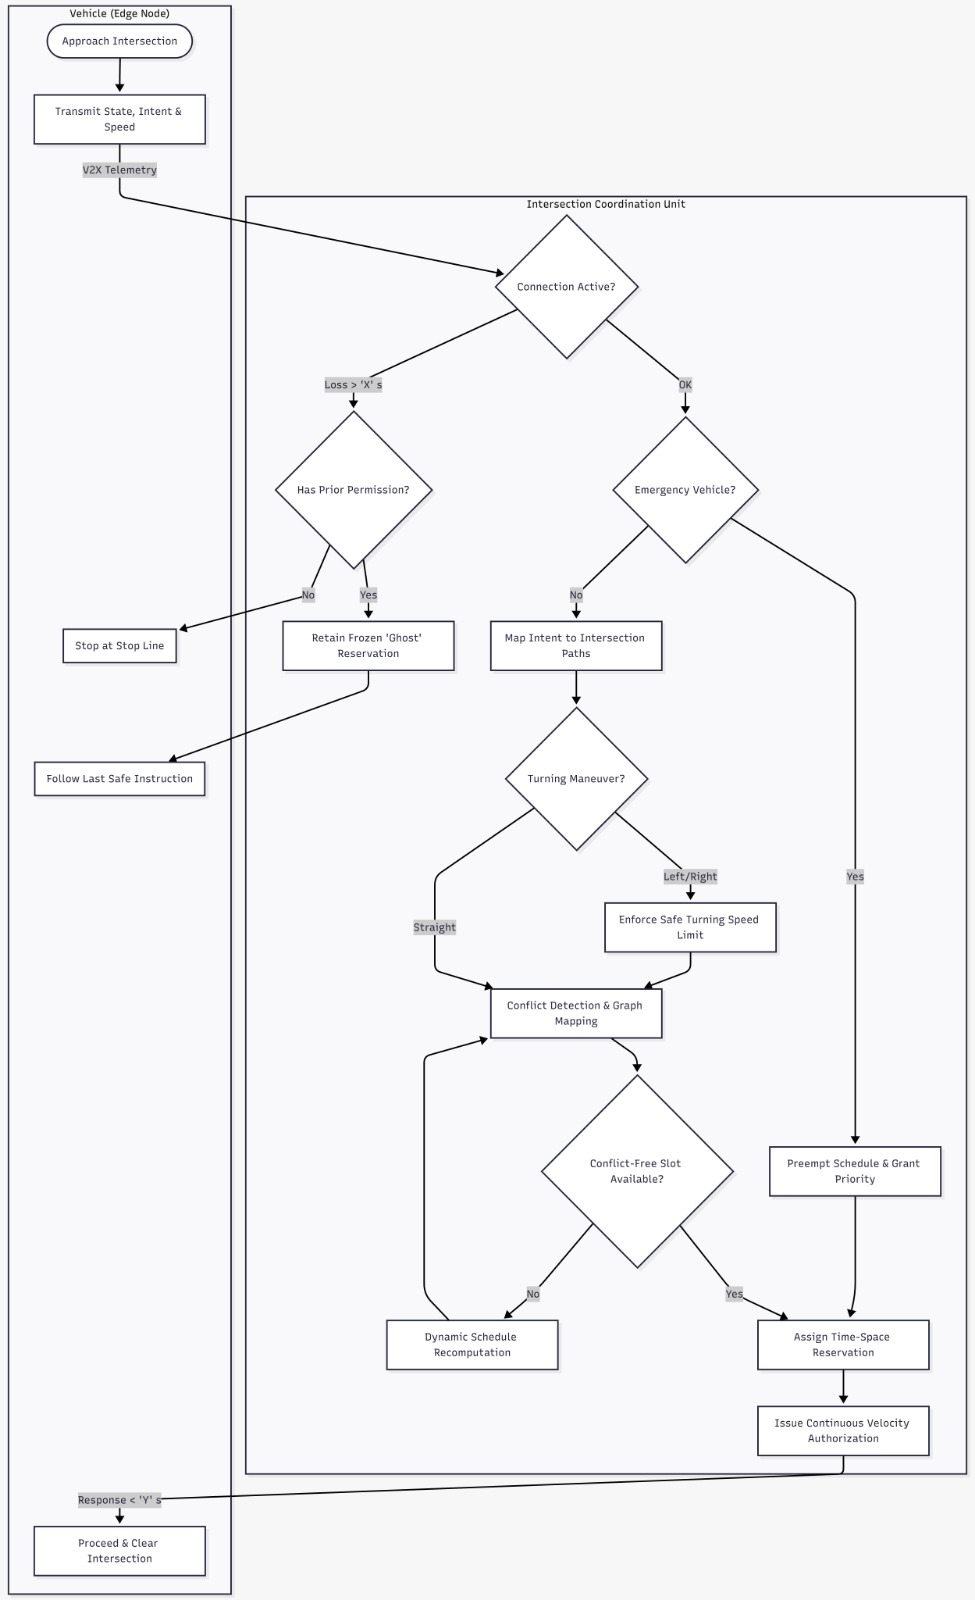 Vehicle (Edge Node)
Approach Intersection
Transmit State, Intent &
Speed
V2X Telemetry
Intersection Coordination Unit
Connection Active?
Loss > 'X' s
OK
Has Prior Permission?
Emergency Vehicle?
No
Yes
No
Stop at Stop Line
Retain Frozen 'Ghost'
Reservation
Map Intent to Intersection
Paths
Follow Last Safe Instruction
Turning Maneuver?
Left/Right
Yes
Straight
Enforce Safe Turning Speed
Limit
Conflict Detection & Graph
Mapping
Conflict-Free Slot
Available?
Preempt Schedule & Grant
Priority
No
Yes
Dynamic Schedule
Recomputation
Assign Time-Space
Reservation
Issue Continuous Velocity
Authorization
Response < 'Y' s
Proceed & Clear
Intersection